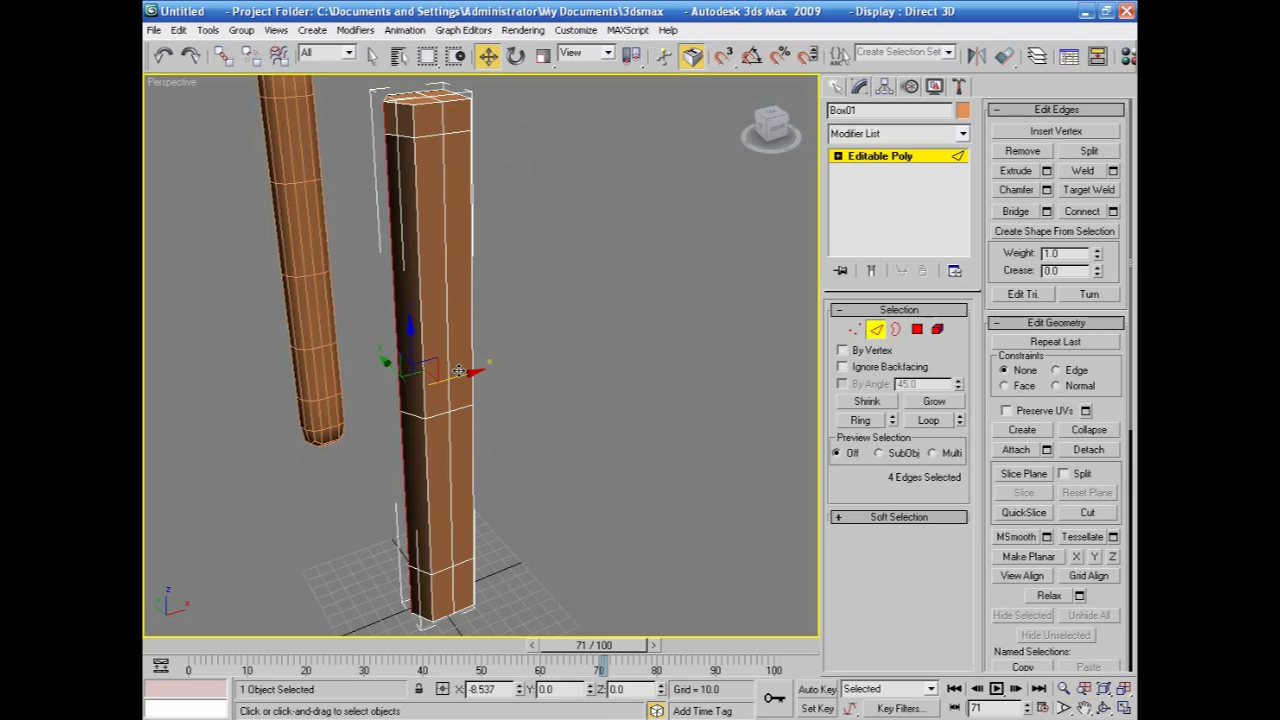 Untitled - Project Folder: C:\Documents and Settings\Administrator\My Documents\3dsmax - Autodesk 3ds Max 2009 - Display : Direct 3D
File Edit Tools Group Views Create Modifiers Animation Graph Editors Rendering Customize MAXScript Help
All View Create Selection Set
Perspective
Box01
Modifier List
Editable Poly
Selection
By Vertex
Ignore Backfacing
By Angle: 45.0
Shrink Grow
Ring Loop
Preview Selection
Off SubObj Multi
4 Edges Selected
Soft Selection
Edit Edges
Insert Vertex
Remove Split
Extrude Weld
Chamfer Target Weld
Bridge Connect
Create Shape From Selection
Weight: 1.0
Crease: 0.0
Edit Tri. Turn
Edit Geometry
Repeat Last
Constraints
None Edge
Face Normal
Preserve UVs
Create Collapse
Attach Detach
Slice Plane Split
Slice Reset Plane
QuickSlice Cut
MSmooth Tessellate
Make Planar X Y Z
View Align Grid Align
Relax
Hide Selected Unhide All
Hide Unselected
Named Selections:
Copy Paste
z
x
x
71 / 100
0 10 20 30 40 50 60 70 80 90 100
1 Object Selected X: -8.537 Y: 0.0 Z: 0.0 Grid = 10.0 Auto Key Selected
Click or click-and-drag to select objects Add Time Tag Set Key Key Filters... 71